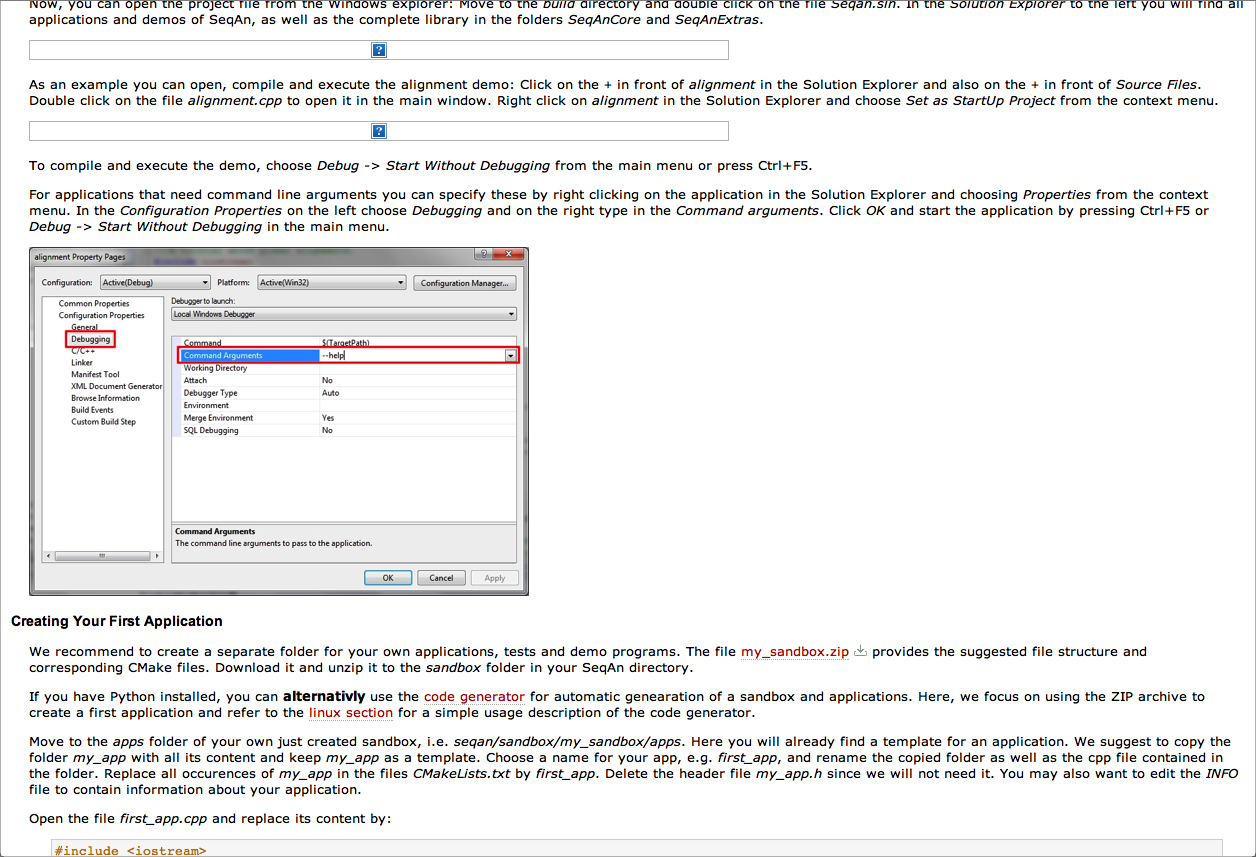 Now, you can open the project file from the Windows explorer: Move to the build directory and double click on the file Seqan.sln. In the Solution Explorer to the left you will find all
applications and demos of SeqAn, as well as the complete library in the folders SeqAnCore and SeqAnExtras.
?
As an example you can open, compile and execute the alignment demo: Click on the + in front of alignment in the Solution Explorer and also on the + in front of Source Files.
Double click on the file alignment.cpp to open it in the main window. Right click on alignment in the Solution Explorer and choose Set as StartUp Project from the context menu.
?
To compile and execute the demo, choose Debug -> Start Without Debugging from the main menu or press Ctrl+F5.
For applications that need command line arguments you can specify these by right clicking on the application in the Solution Explorer and choosing Properties from the context
menu. In the Configuration Properties on the left choose Debugging and on the right type in the Command arguments. Click OK and start the application by pressing Ctrl+F5 or
Debug -> Start Without Debugging in the main menu.
alignment Property Pages
Configuration: Active(Debug) Platform: Active(Win32) Configuration Manager...
Common Properties
Configuration Properties
General
Debugging
C/C++
Linker
Manifest Tool
XML Document Generator
Browse Information
Build Events
Custom Build Step
Debugger to launch:
Local Windows Debugger
Command $(TargetPath)
Command Arguments --help
Working Directory
Attach No
Debugger Type Auto
Environment
Merge Environment Yes
SQL Debugging No
Command Arguments
The command line arguments to pass to the application.
OK Cancel Apply
Creating Your First Application
We recommend to create a separate folder for your own applications, tests and demo programs. The file my_sandbox.zip provides the suggested file structure and
corresponding CMake files. Download it and unzip it to the sandbox folder in your SeqAn directory.
If you have Python installed, you can alternativly use the code generator for automatic genearation of a sandbox and applications. Here, we focus on using the ZIP archive to
create a first application and refer to the linux section for a simple usage description of the code generator.
Move to the apps folder of your own just created sandbox, i.e. seqan/sandbox/my_sandbox/apps. Here you will already find a template for an application. We suggest to copy the
folder my_app with all its content and keep my_app as a template. Choose a name for your app, e.g. first_app, and rename the copied folder as well as the cpp file contained in
the folder. Replace all occurences of my_app in the files CMakeLists.txt by first_app. Delete the header file my_app.h since we will not need it. You may also want to edit the INFO
file to contain information about your application.
Open the file first_app.cpp and replace its content by:
#include <iostream>